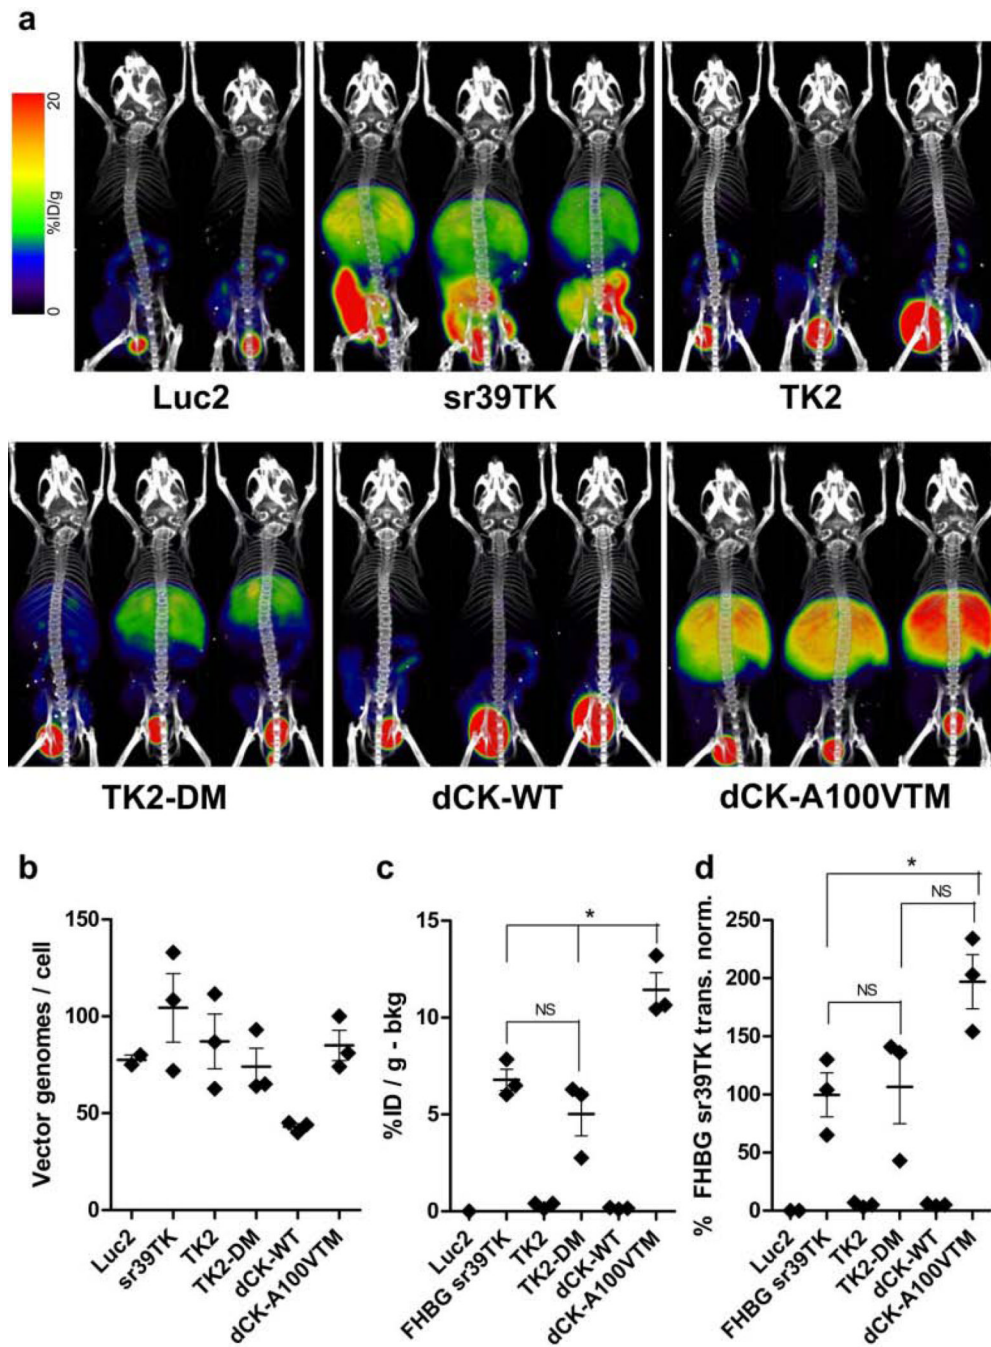 a
20
%ID/g
0
Luc2
sr39TK
TK2
TK2-DM
dCK-WT
dCK-A100VTM
b
Vector genomes / cell
150
100
50
0
Luc2
sr39TK
TK2
TK2-DM
dCK-WT
dCK-A100VTM
c
%ID / g - bkg
15
10
5
0
*
NS
Luc2
FHBG sr39TK
TK2
TK2-DM
dCK-WT
dCK-A100VTM
d
% FHBG sr39TK trans. norm.
250
200
150
100
50
0
*
NS
NS
Luc2
FHBG sr39TK
TK2
TK2-DM
dCK-WT
dCK-A100VTM